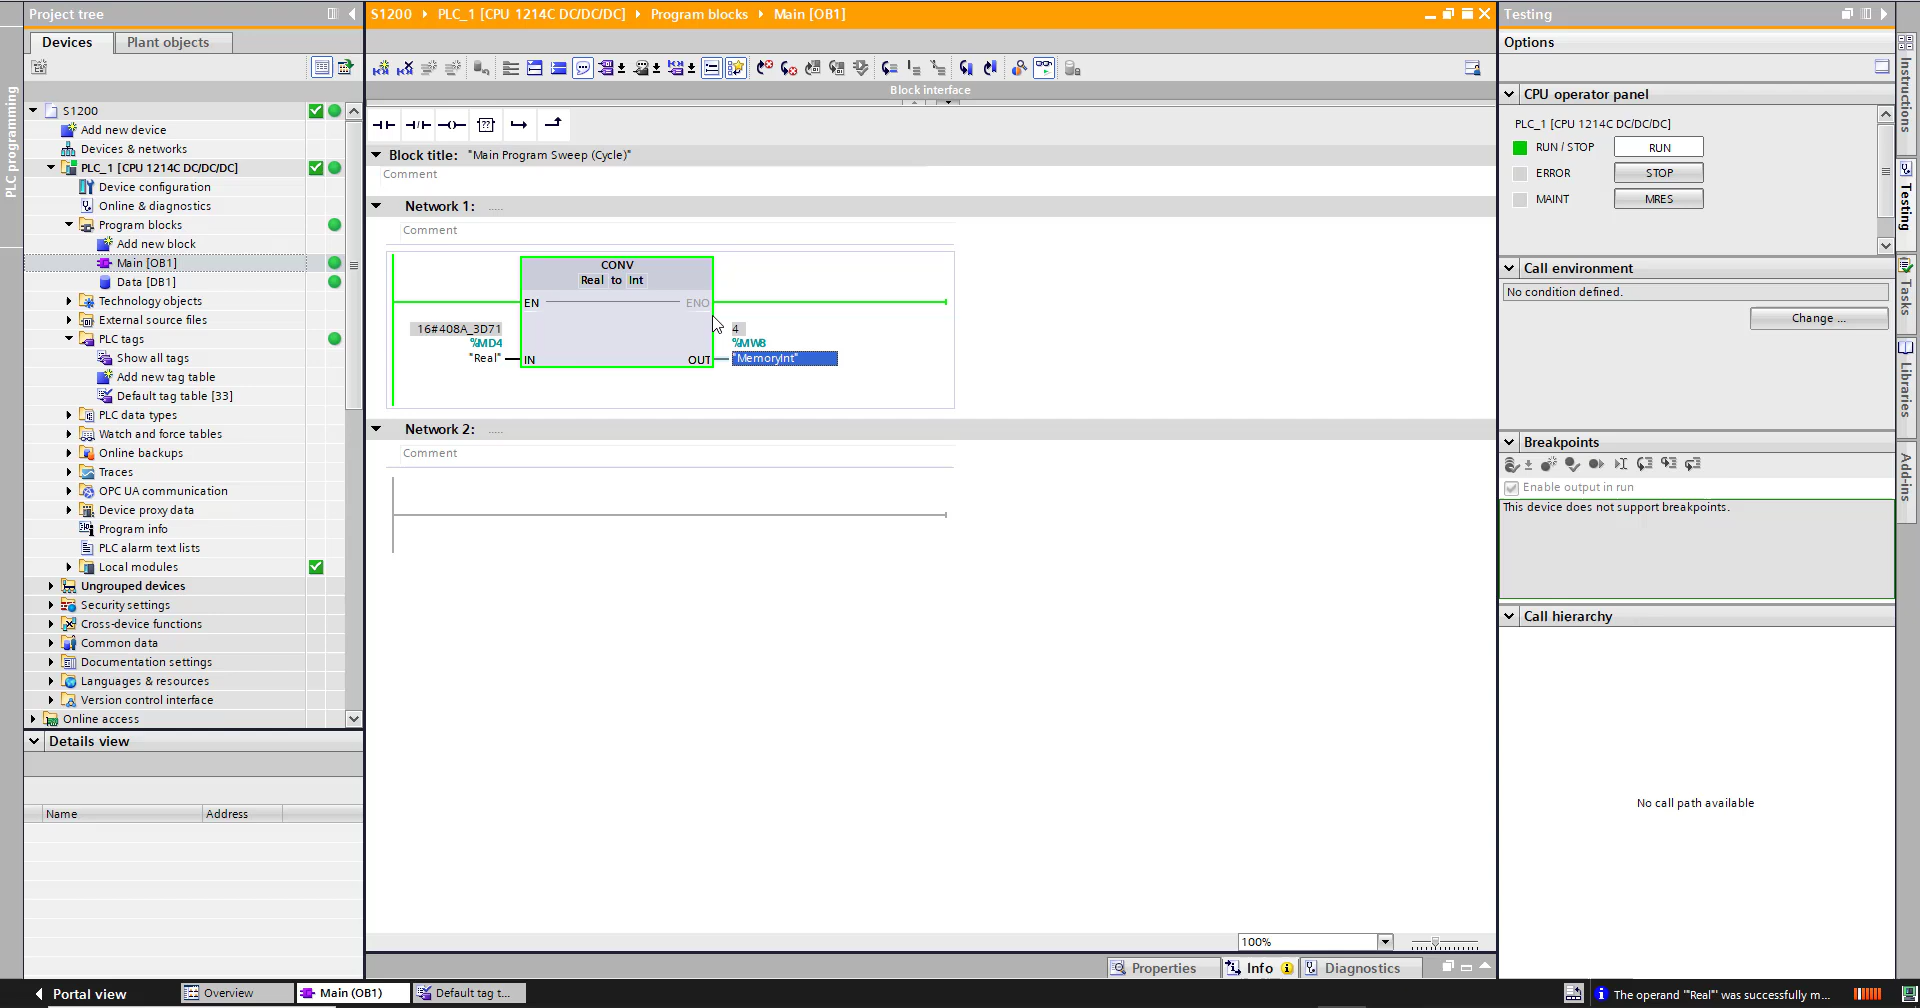 Project tree
Devices
Plant objects
S1200
Add new device
Devices & networks
PLC_1 [CPU 1214C DC/DC/DC]
Device configuration
Online & diagnostics
Program blocks
Add new block
Main [OB1]
Data [DB1]
Technology objects
External source files
PLC tags
Show all tags
Add new tag table
Default tag table [33]
PLC data types
Watch and force tables
Online backups
Traces
OPC UA communication
Device proxy data
Program info
PLC alarm text lists
Local modules
Ungrouped devices
Security settings
Cross-device functions
Common data
Documentation settings
Languages & resources
Version control interface
Online access
Details view
Name Address
PLC programming
S1200 PLC_1 [CPU 1214C DC/DC/DC] Program blocks Main [OB1]
Block interface
Block title: "Main Program Sweep (Cycle)"
Comment
Network 1: .....
Comment
CONV
Real to Int
EN ENO
16#408A_3D71
%MD4
"Real"
IN OUT
4
%MW8
"MemoryInt"
Network 2: .....
Comment
100%
Properties
Info
Diagnostics
Testing
Options
CPU operator panel
PLC_1 [CPU 1214C DC/DC/DC]
RUN / STOP RUN
ERROR STOP
MAINT MRES
Call environment
No condition defined.
Change ...
Breakpoints
Enable output in run
This device does not support breakpoints.
Call hierarchy
No call path available
Instructions
Testing
Tasks
Libraries
Add-ins
Portal view
Overview
Main (OB1)
Default tag t...
The operand '"Real"' was successfully m...